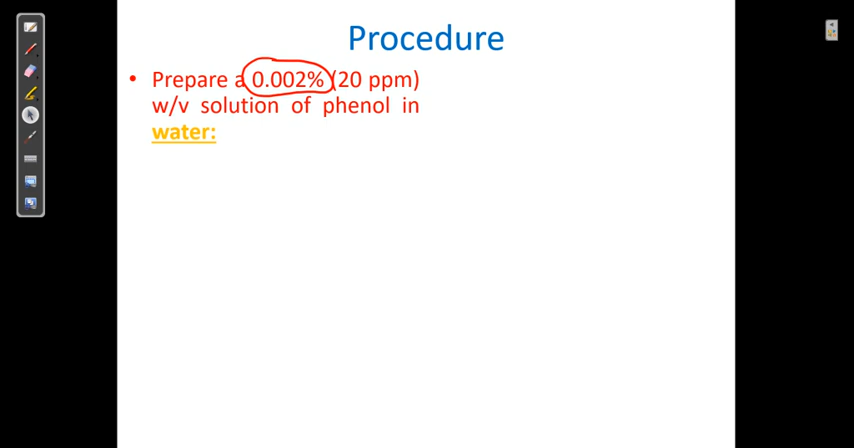 Procedure
• Prepare a 0.002% (20 ppm)
w/v solution of phenol in
water: